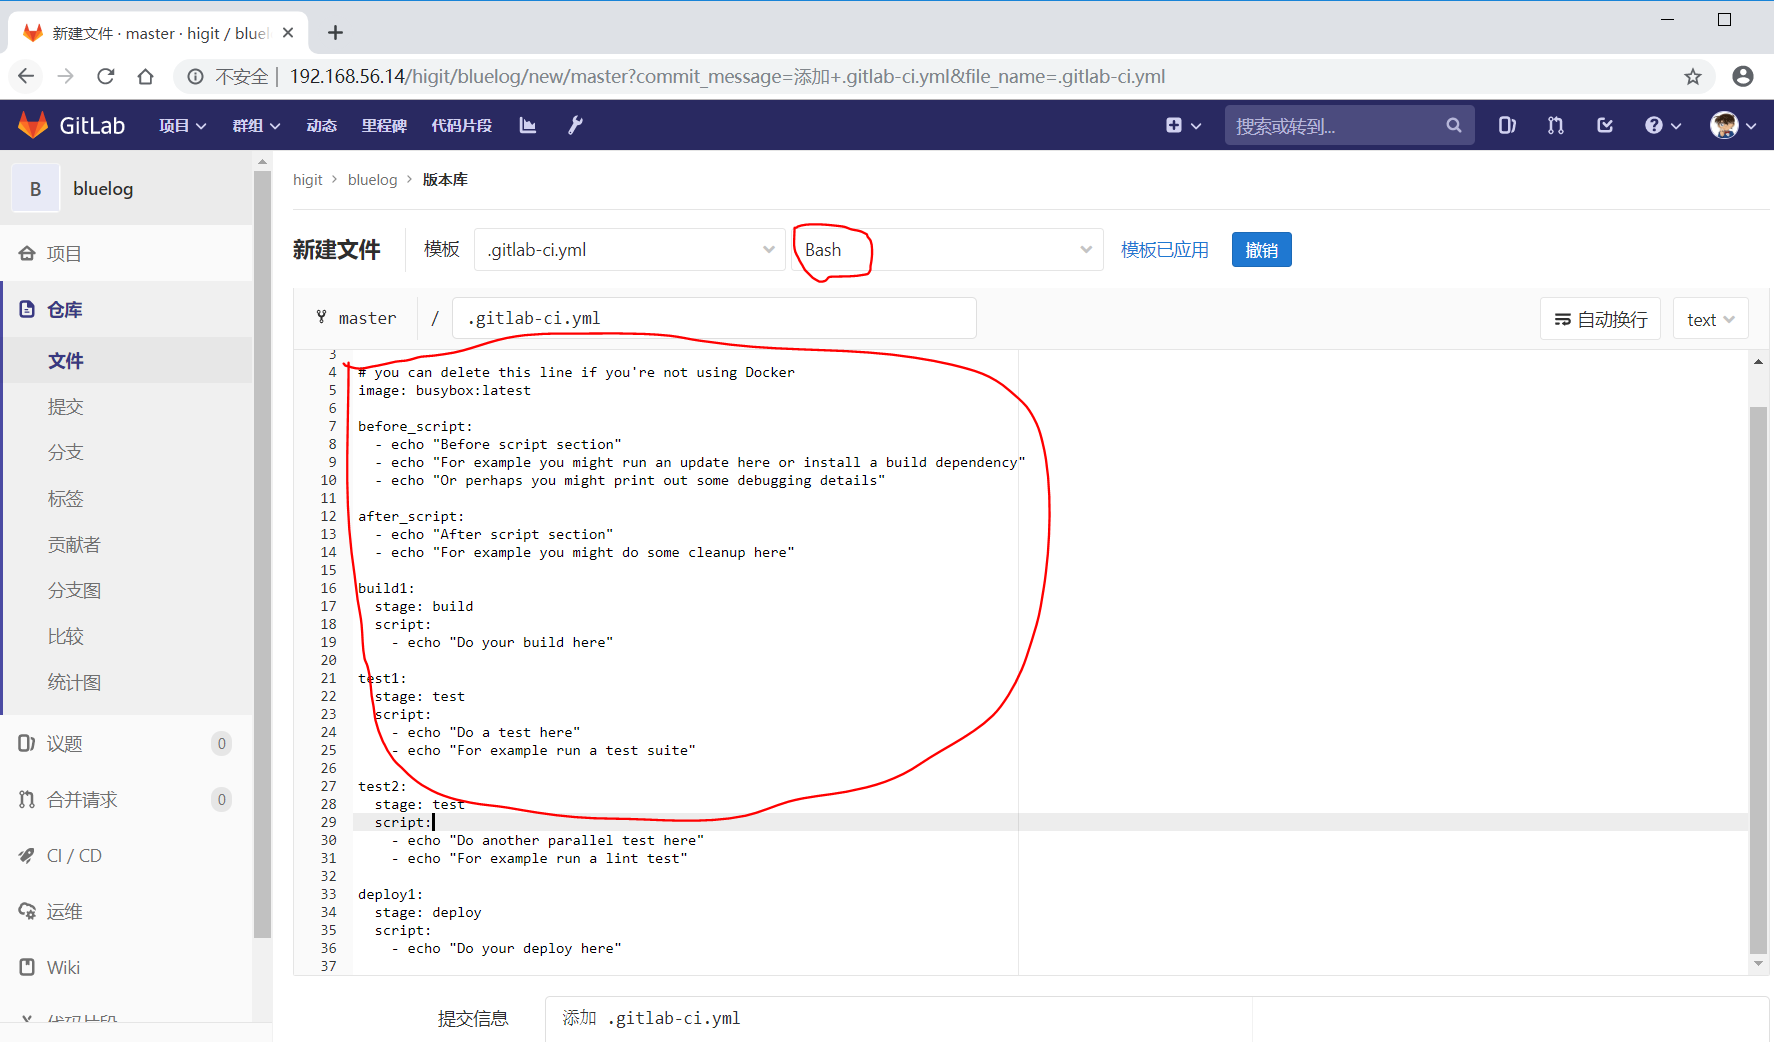 新建文件 · master · higit / bluel
不安全 | 192.168.56.14/higit/bluelog/new/master?commit_message=添加+.gitlab-ci.yml&file_name=.gitlab-ci.yml
GitLab 项目 群组 动态 里程碑 代码片段 搜索或转到...
B bluelog
项目
仓库
文件
提交
分支
标签
贡献者
分支图
比较
统计图
议题 0
合并请求 0
CI / CD
运维
Wiki
代码片段
higit › bluelog › 版本库
新建文件 模板 .gitlab-ci.yml Bash 模板已应用 撤销
master / .gitlab-ci.yml 自动换行 text
3
4 # you can delete this line if you're not using Docker
5 image: busybox:latest
6
7 before_script:
8   - echo "Before script section"
9   - echo "For example you might run an update here or install a build dependency"
10   - echo "Or perhaps you might print out some debugging details"
11
12 after_script:
13   - echo "After script section"
14   - echo "For example you might do some cleanup here"
15
16 build1:
17   stage: build
18   script:
19     - echo "Do your build here"
20
21 test1:
22   stage: test
23   script:
24     - echo "Do a test here"
25     - echo "For example run a test suite"
26
27 test2:
28   stage: test
29   script:
30     - echo "Do another parallel test here"
31     - echo "For example run a lint test"
32
33 deploy1:
34   stage: deploy
35   script:
36     - echo "Do your deploy here"
37
提交信息 添加 .gitlab-ci.yml